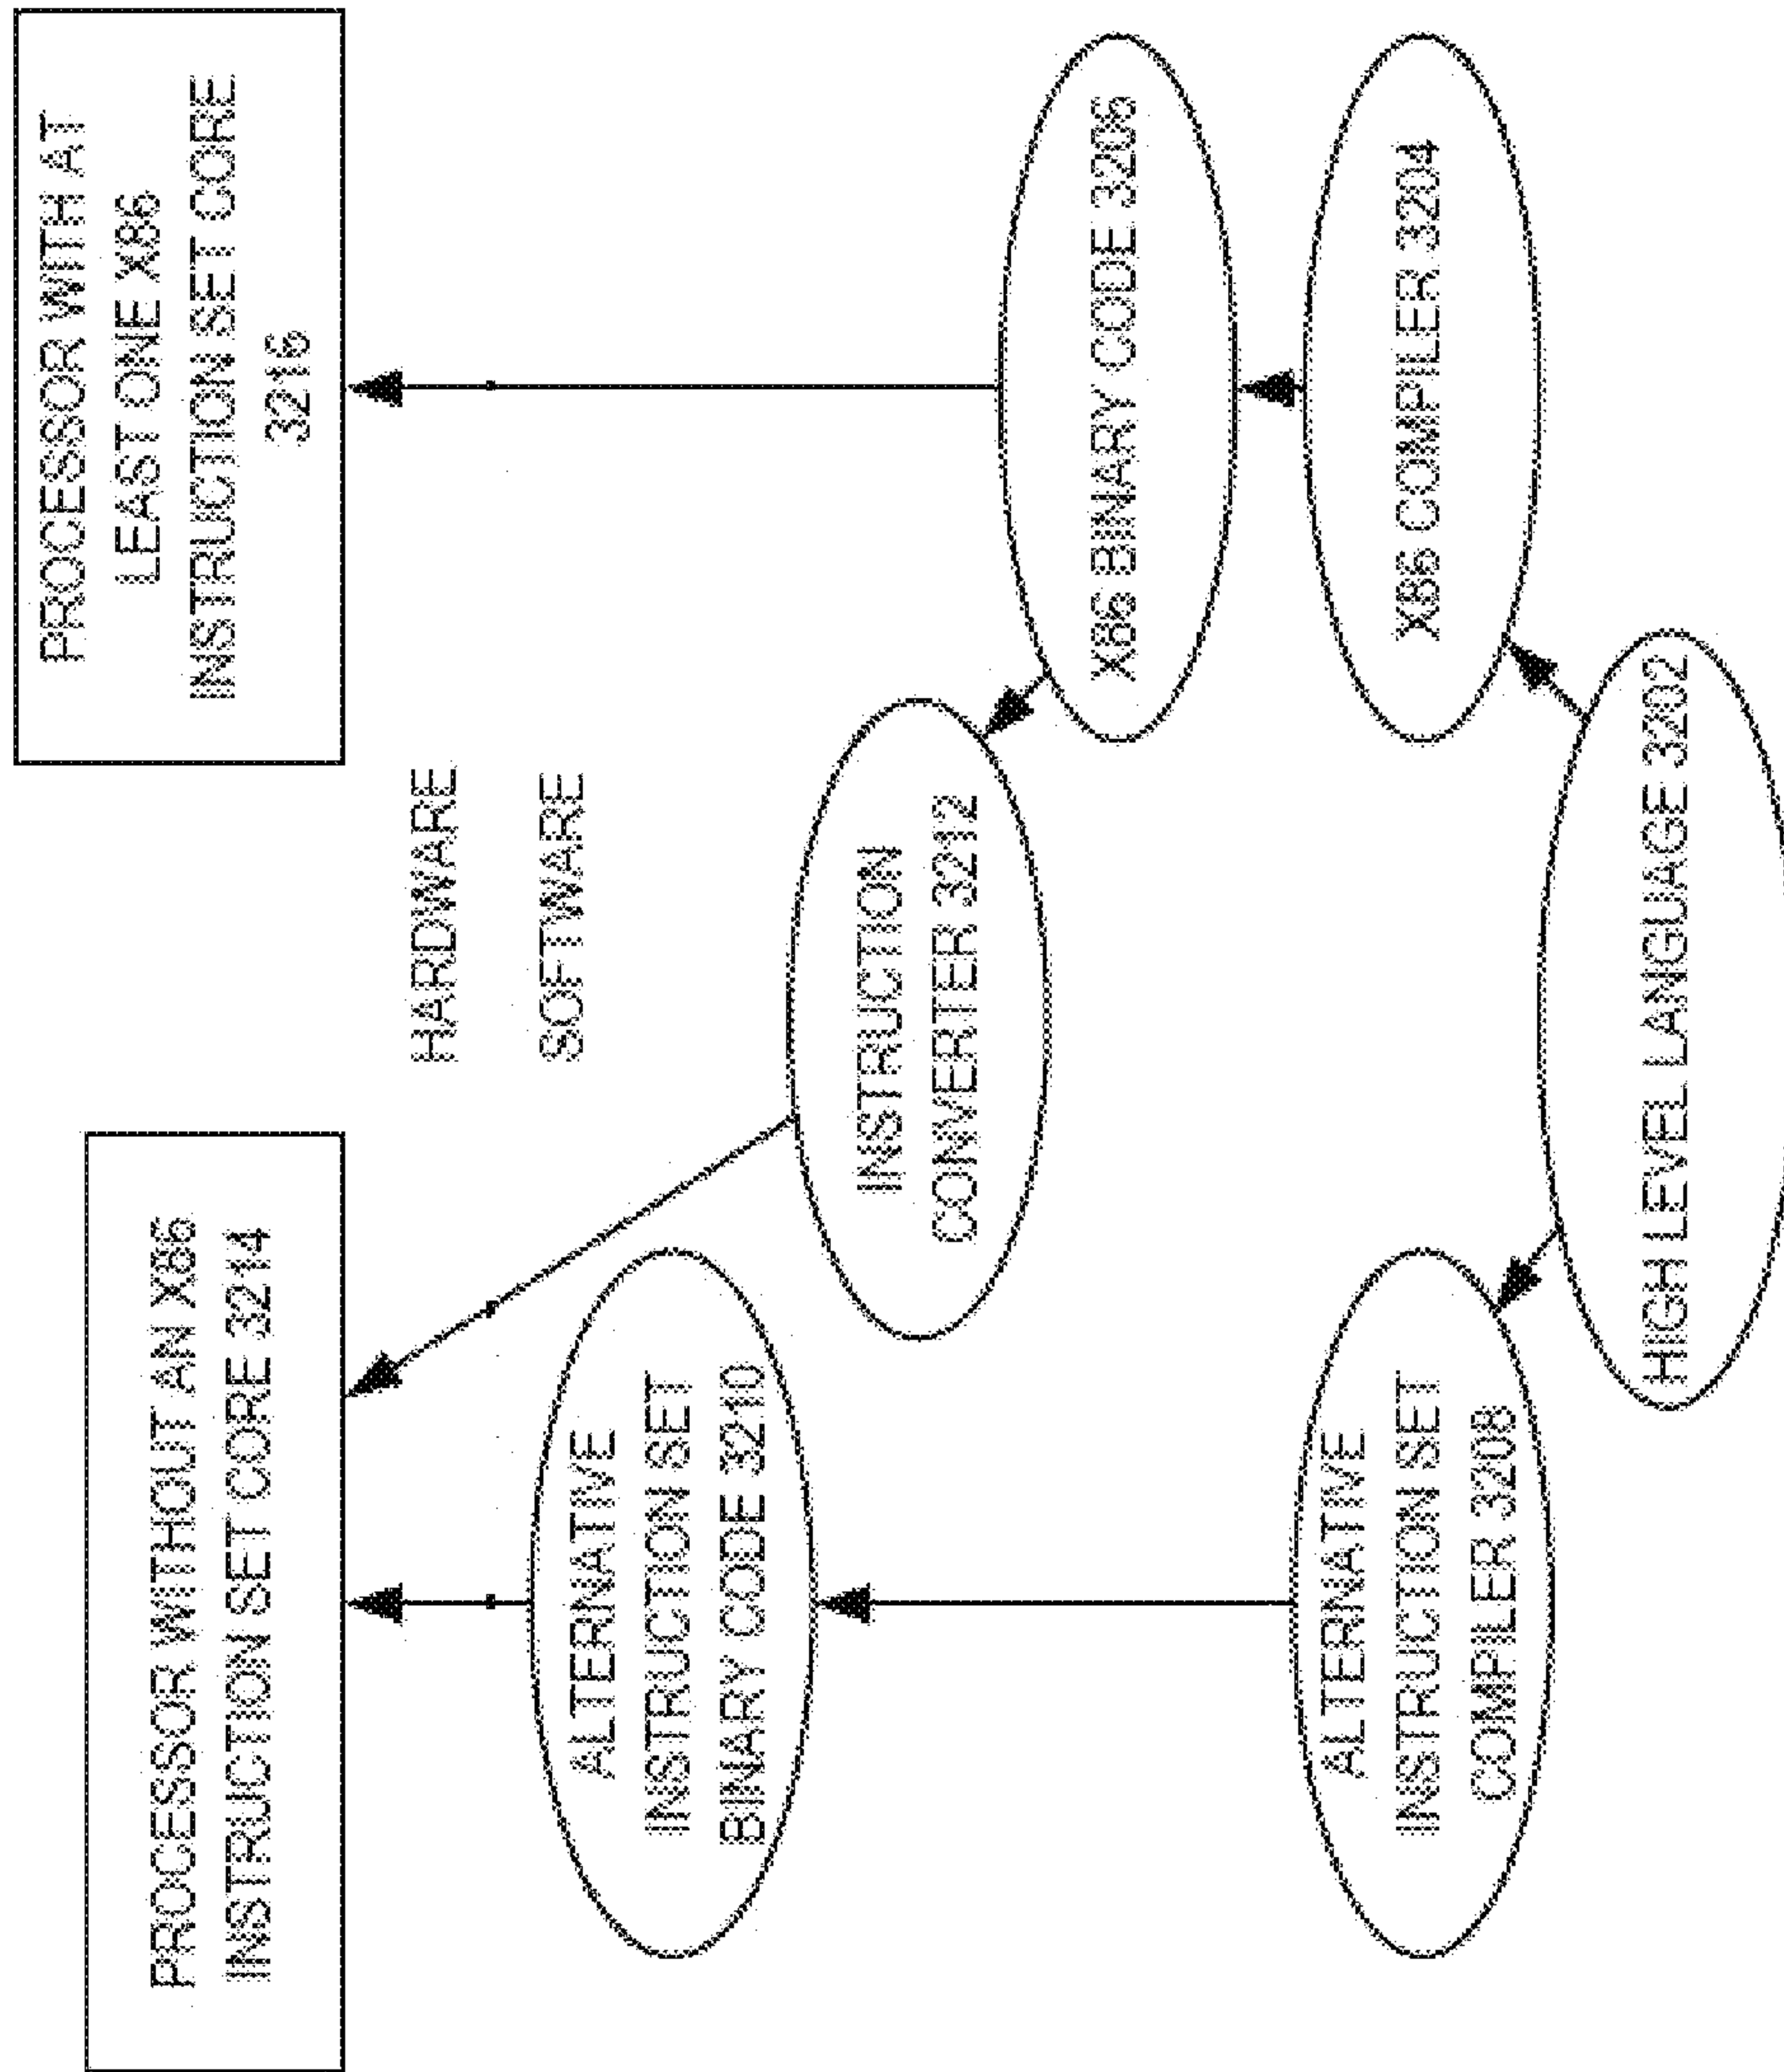 PROCESSOR WITHOUT AN X86
INSTRUCTION SET CORE 3214
PROCESSOR WITH AT
LEAST ONE X86
INSTRUCTION SET CORE
3216
HARDWARE
SOFTWARE
ALTERNATIVE
INSTRUCTION SET
BINARY CODE 3210
INSTRUCTION
CONVERTER 3212
X86 BINARY CODE 3206
ALTERNATIVE
INSTRUCTION SET
COMPILER 3208
X86 COMPILER 3204
HIGH LEVEL LANGUAGE 3202